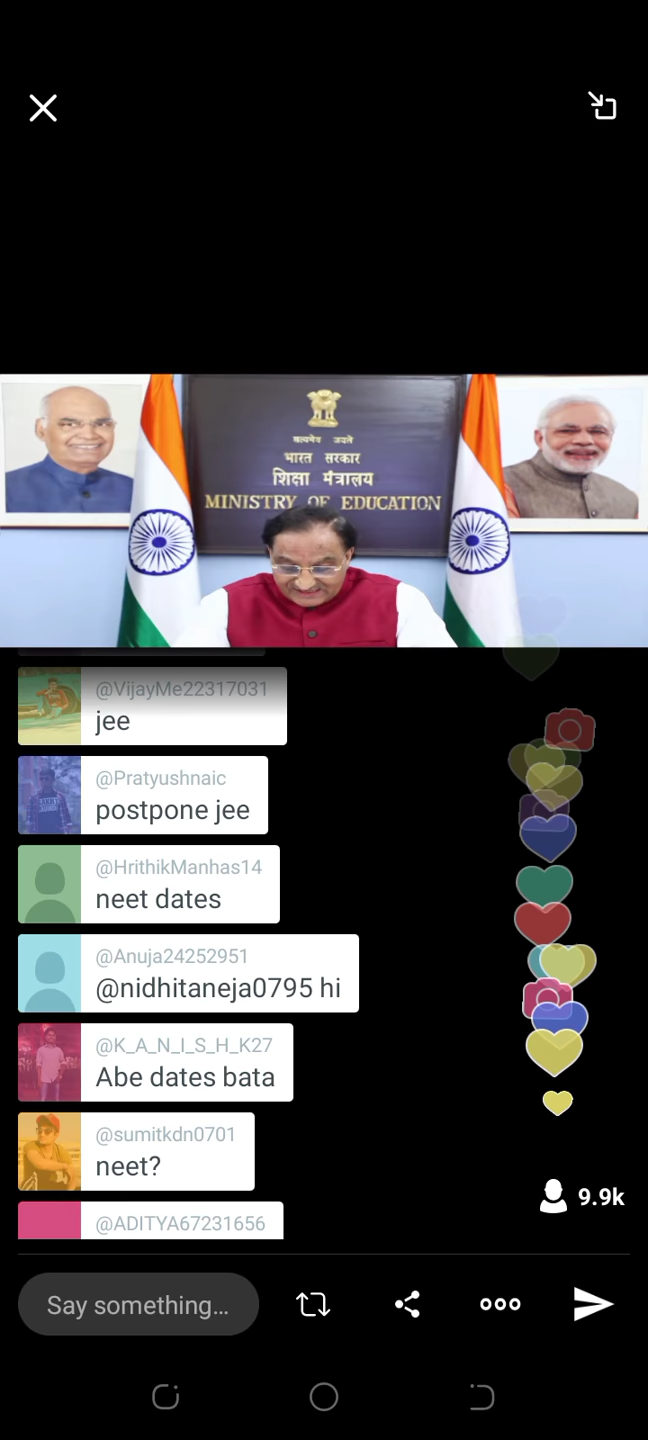 सत्यमेव जयते
भारत सरकार
शिक्षा मंत्रालय
MINISTRY OF EDUCATION
@VijayMe22317031
jee
@Pratyushnaic
postpone jee
@HrithikManhas14
neet dates
@Anuja24252951
@nidhitaneja0795 hi
@K_A_N_I_S_H_K27
Abe dates bata
@sumitkdn0701
neet?
@ADITYA67231656
9.9k
Say something...